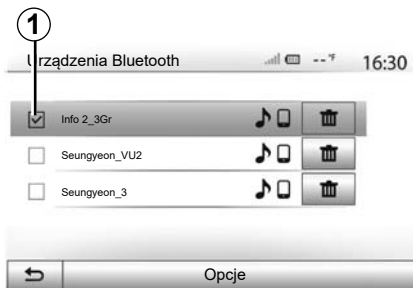 1
Urządzenia Bluetooth
--°F
16:30
Info 2_3Gr
Seungyeon_VU2
Seungyeon_3
Opcje